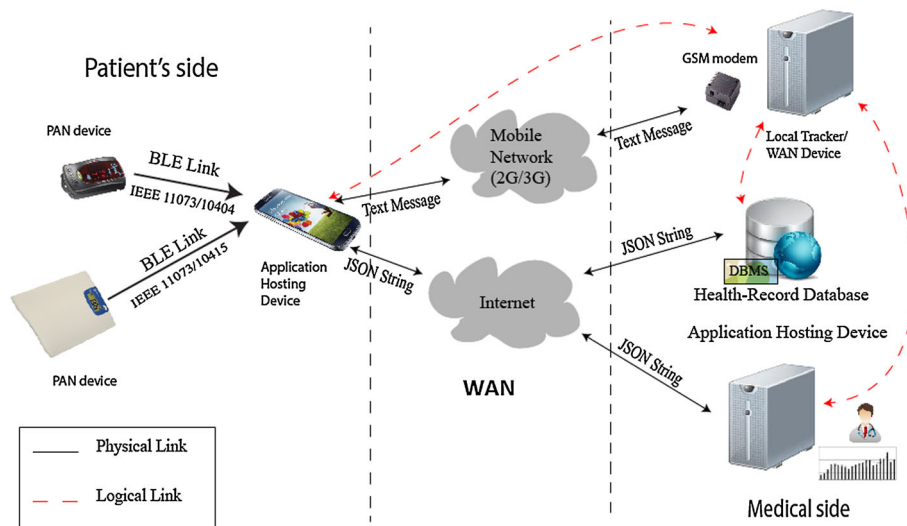 Patient's side
PAN device
BLE Link
IEEE 11073/10404
BLE Link
IEEE 11073/10415
PAN device
Application
Hosting
Device
Text Message
JSON String
Mobile
Network
(2G/3G)
Internet
WAN
Text Message
JSON String
JSON String
GSM modem
Local Tracker/
WAN Device
DBMS
Health-Record Database
Application Hosting Device
Medical side
Physical Link
Logical Link